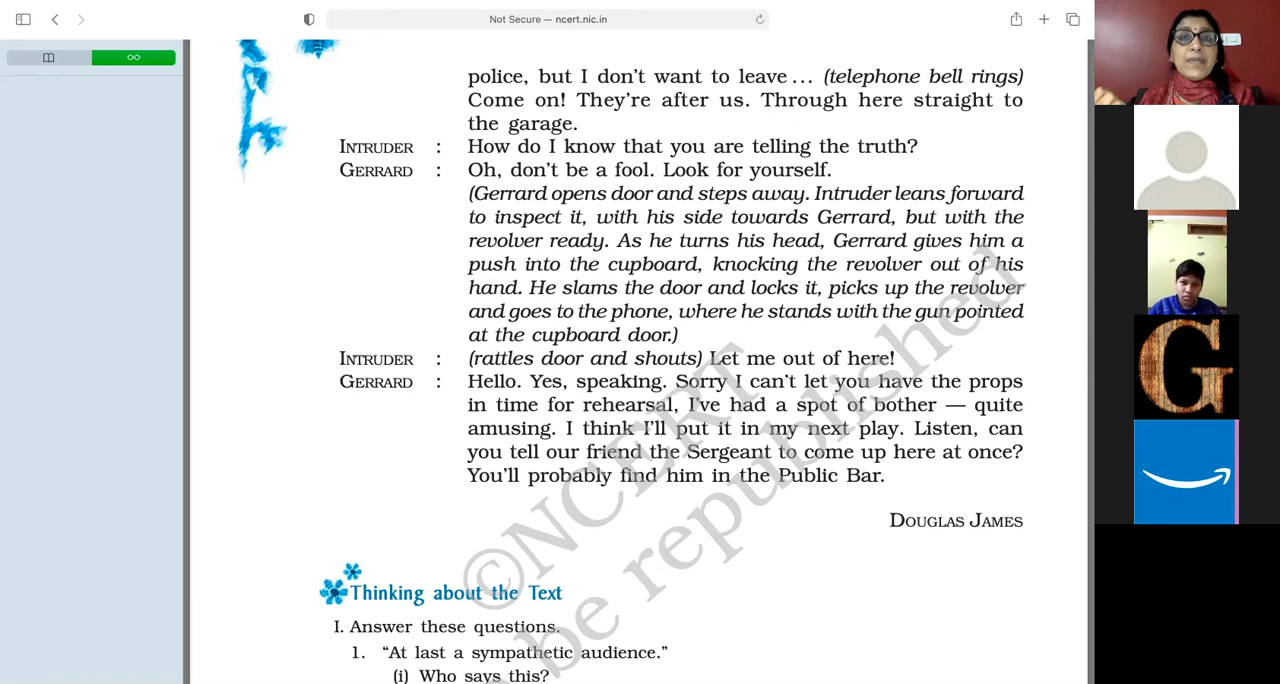 Not Secure — ncert.nic.in
police, but I don't want to leave ... (telephone bell rings)
Come on! They're after us. Through here straight to
the garage.
INTRUDER : How do I know that you are telling the truth?
GERRARD : Oh, don't be a fool. Look for yourself.
(Gerrard opens door and steps away. Intruder leans forward
to inspect it, with his side towards Gerrard, but with the
revolver ready. As he turns his head, Gerrard gives him a
push into the cupboard, knocking the revolver out of his
hand. He slams the door and locks it, picks up the revolver
and goes to the phone, where he stands with the gun pointed
at the cupboard door.)
INTRUDER : (rattles door and shouts) Let me out of here!
GERRARD : Hello. Yes, speaking. Sorry I can't let you have the props
in time for rehearsal, I've had a spot of bother — quite
amusing. I think I'll put it in my next play. Listen, can
you tell our friend the Sergeant to come up here at once?
You'll probably find him in the Public Bar.
DOUGLAS JAMES
©NCERT
be republished
Thinking about the Text
I. Answer these questions.
1. “At last a sympathetic audience.”
(i) Who says this?
G